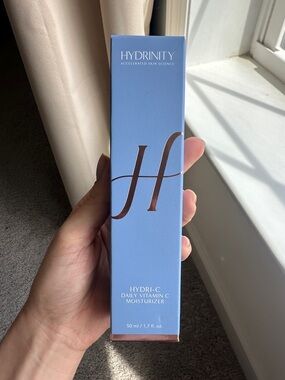 HYDRINITY
ACCELERATED SKIN SCIENCE
H
HYDRI-C
DAILY VITAMIN C
MOISTURIZER
50 ml / 1.7 fl. oz